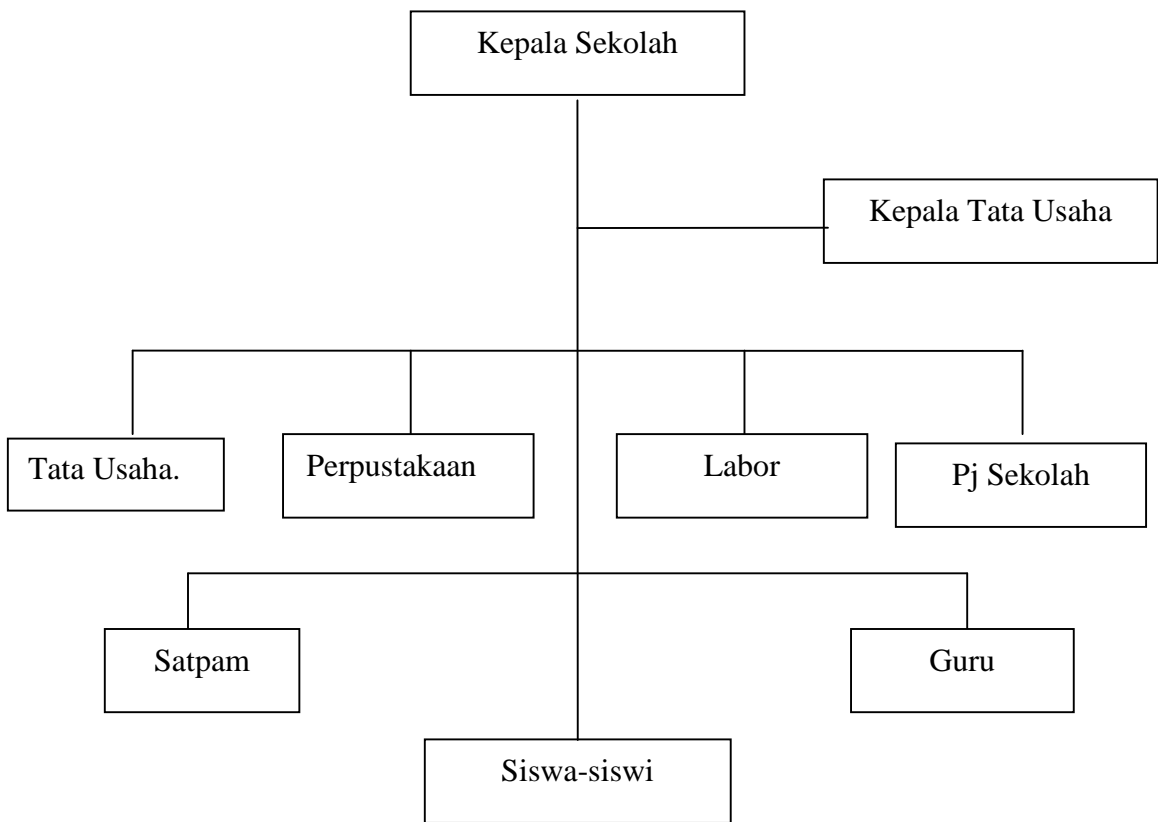 Kepala Sekolah
Kepala Tata Usaha
Tata Usaha.
Perpustakaan
Labor
Pj Sekolah
Satpam
Guru
Siswa-siswi